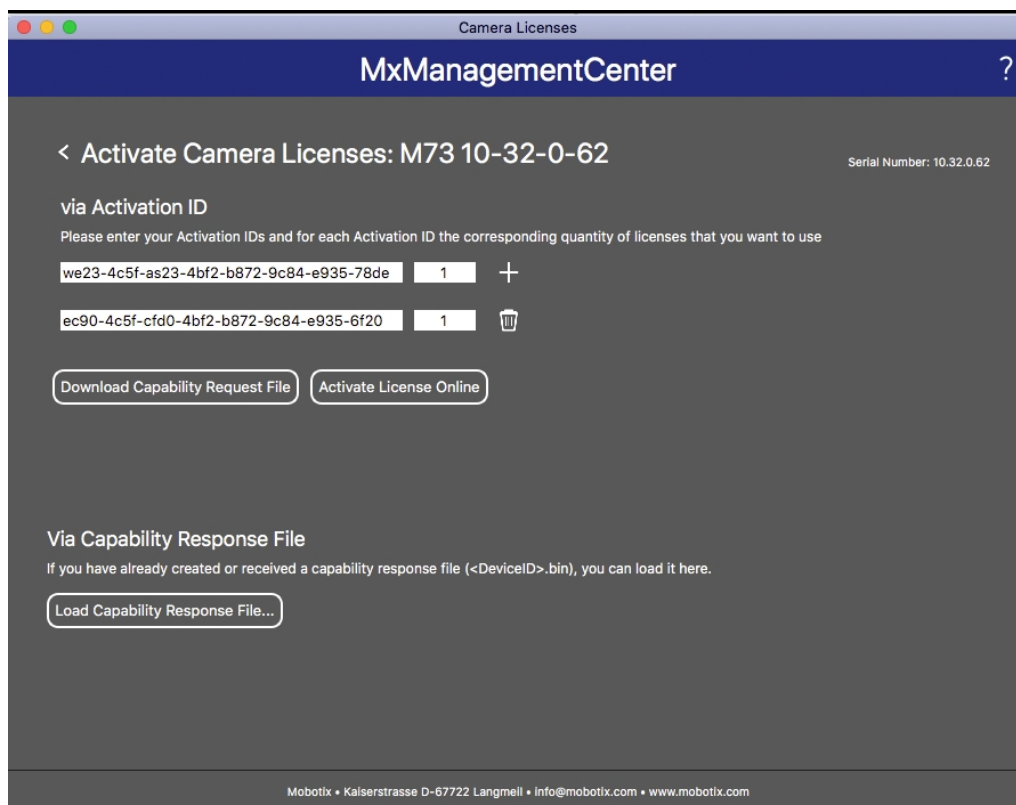 Camera Licenses
MxManagementCenter
?
< Activate Camera Licenses: M73 10-32-0-62
Serial Number: 10.32.0.62
via Activation ID
Please enter your Activation IDs and for each Activation ID the corresponding quantity of licenses that you want to use
we23-4c5f-as23-4bf2-b872-9c84-e935-78de 1 +
ec90-4c5f-cfd0-4bf2-b872-9c84-e935-6f20 1
Download Capability Request File Activate License Online
Via Capability Response File
If you have already created or received a capability response file (<DeviceID>.bin), you can load it here.
Load Capability Response File...
Mobotix • Kaiserstrasse D-67722 Langmeil • info@mobotix.com • www.mobotix.com